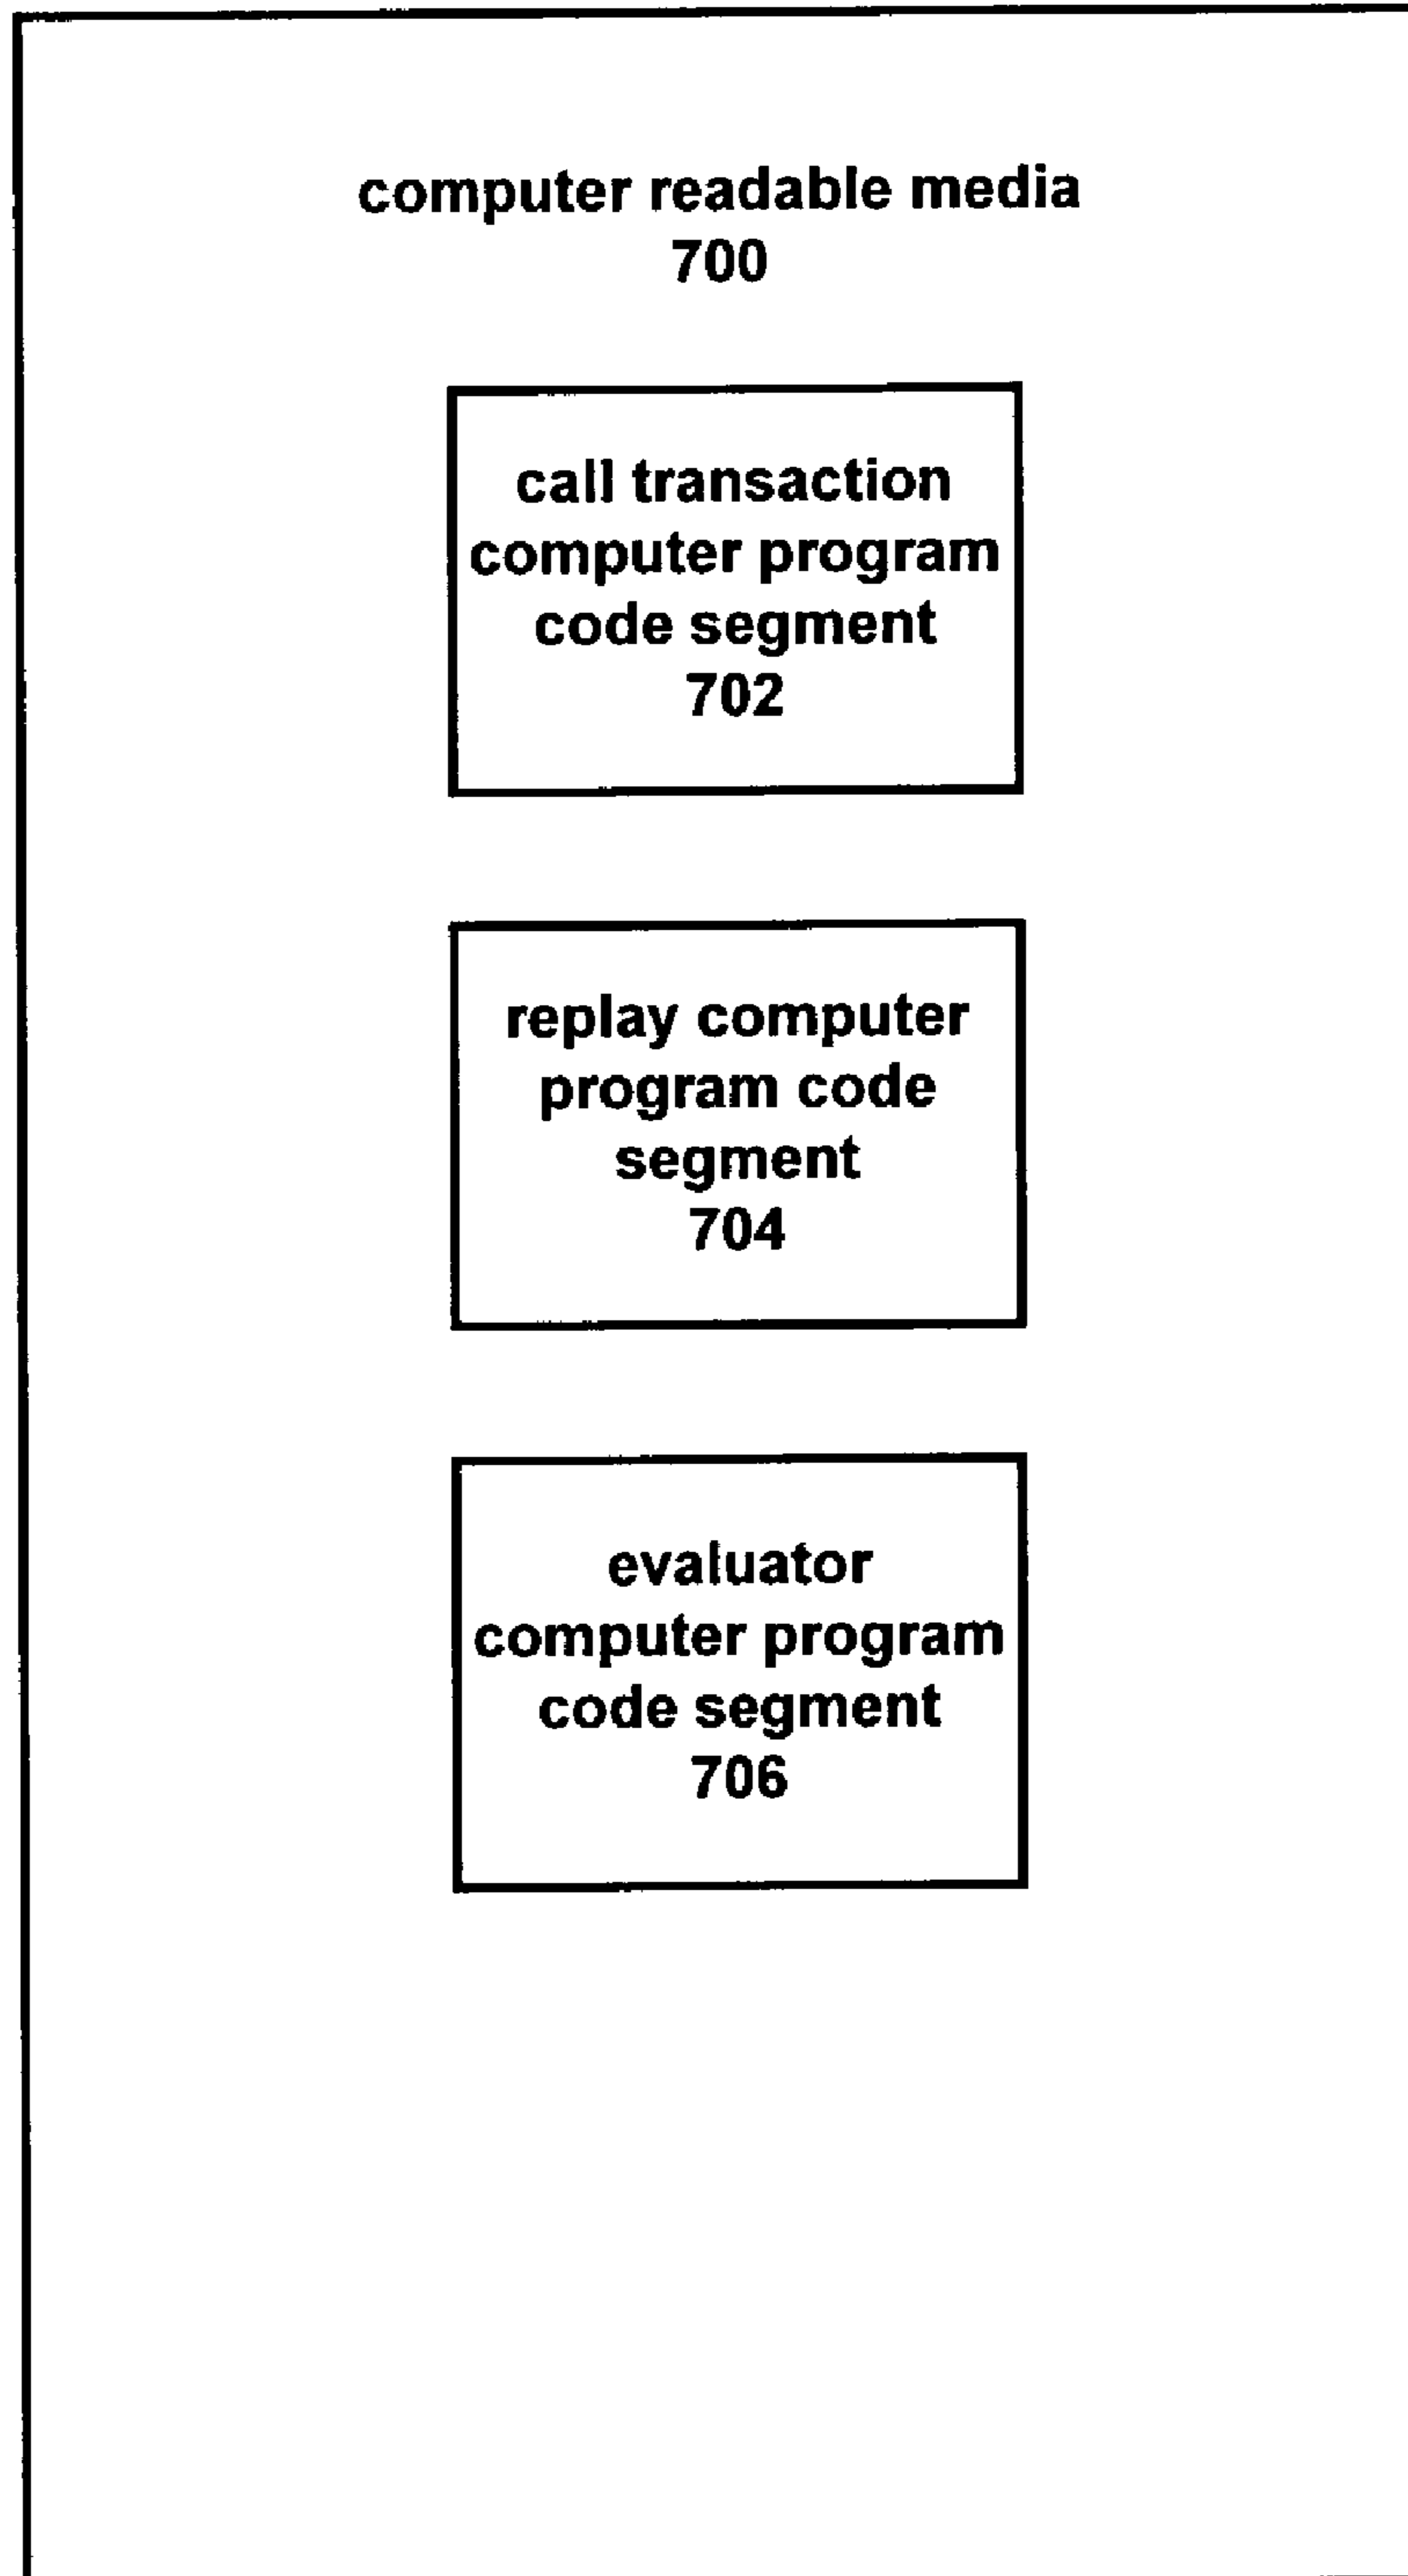 computer readable media
700
call transaction
computer program
code segment
702
replay computer
program code
segment
704
evaluator
computer program
code segment
706